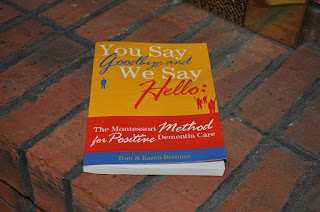 You Say
Goodbye and
We Say
Hello:
The Montessori Method
for Positive Dementia Care
Tom & Karen Brenner